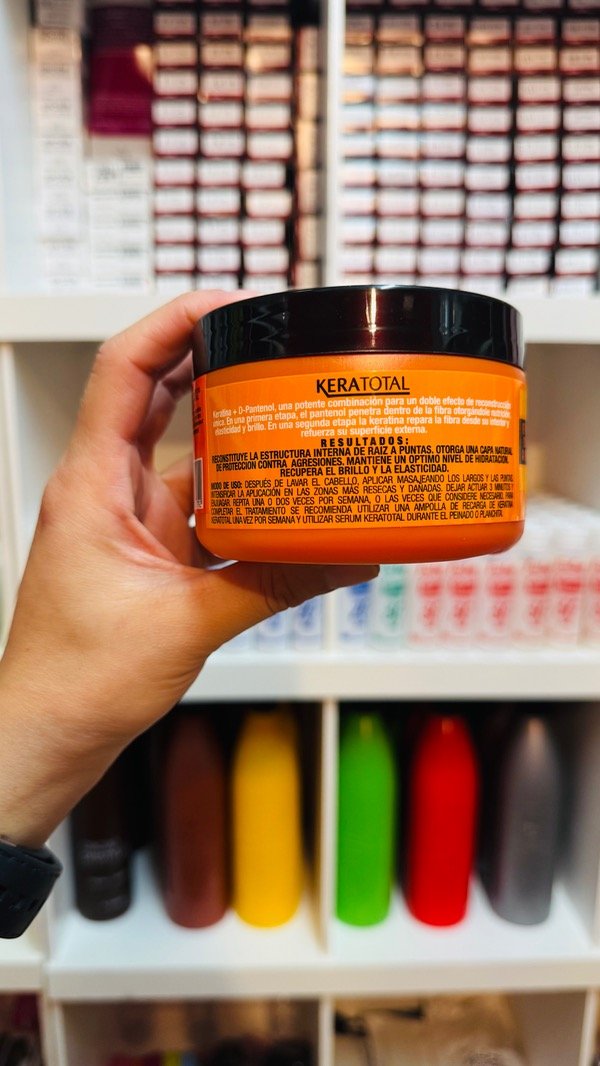 KERATOTAL
Keratina + D-Pantenol, una potente combinación para un doble efecto de reconstrucción
única. En una primera etapa, el pantenol penetra dentro de la fibra otorgándole nutrición,
elasticidad y brillo. En una segunda etapa la keratina repara la fibra desde su interior y
refuerza su superficie externa.
RESULTADOS:
RECONSTITUYE LA ESTRUCTURA INTERNA DE RAIZ A PUNTAS. OTORGA UNA CAPA NATURAL
DE PROTECCIÓN CONTRA AGRESIONES. MANTIENE UN OPTIMO NIVEL DE HIDRATACIÓN.
RECUPERA EL BRILLO Y LA ELASTICIDAD.
MODO DE USO: DESPUÉS DE LAVAR EL CABELLO, APLICAR MASAJEANDO LOS LARGOS Y LAS PUNTAS.
INTENSIFICAR LA APLICACIÓN EN LAS ZONAS MÁS RESECAS Y DAÑADAS. DEJAR ACTUAR 3 MINUTOS Y
ENJUAGAR. REPITA UNA O DOS VECES POR SEMANA, O LAS VECES QUE CONSIDERE NECESARIO. PARA
COMPLETAR EL TRATAMIENTO SE RECOMIENDA UTILIZAR UNA AMPOLLA DE RECARGA DE KERATINA
KERATOTAL UNA VEZ POR SEMANA Y UTILIZAR SERUM KERATOTAL DURANTE EL PEINADO O PLANCHITA.